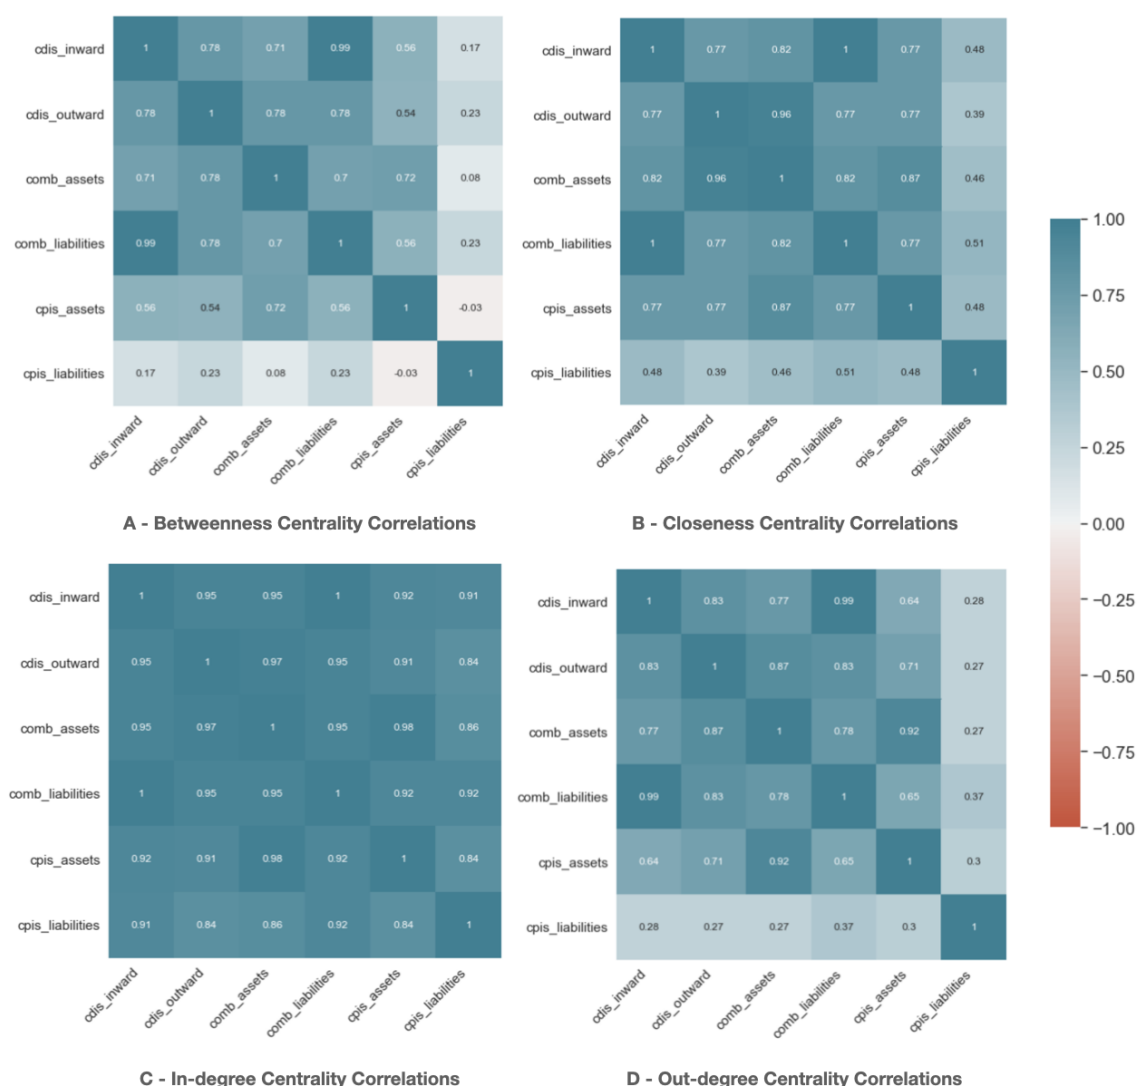 cdis_inward 1 0.78 0.71 0.99 0.56 0.17
cdis_outward 0.78 1 0.78 0.78 0.54 0.23
comb_assets 0.71 0.78 1 0.7 0.72 0.08
comb_liabilities 0.99 0.78 0.7 1 0.56 0.23
cpis_assets 0.56 0.54 0.72 0.56 1 -0.03
cpis_liabilities 0.17 0.23 0.08 0.23 -0.03 1
cdis_inward cdis_outward comb_assets comb_liabilities cpis_assets cpis_liabilities
A - Betweenness Centrality Correlations
cdis_inward 1 0.77 0.82 1 0.77 0.48
cdis_outward 0.77 1 0.96 0.77 0.77 0.39
comb_assets 0.82 0.96 1 0.82 0.87 0.46
comb_liabilities 1 0.77 0.82 1 0.77 0.51
cpis_assets 0.77 0.77 0.87 0.77 1 0.48
cpis_liabilities 0.48 0.39 0.46 0.51 0.48 1
cdis_inward cdis_outward comb_assets comb_liabilities cpis_assets cpis_liabilities
B - Closeness Centrality Correlations
1.00
0.75
0.50
0.25
0.00
−0.25
−0.50
−0.75
−1.00
cdis_inward 1 0.95 0.95 1 0.92 0.91
cdis_outward 0.95 1 0.97 0.95 0.91 0.84
comb_assets 0.95 0.97 1 0.95 0.98 0.86
comb_liabilities 1 0.95 0.95 1 0.92 0.92
cpis_assets 0.92 0.91 0.98 0.92 1 0.84
cpis_liabilities 0.91 0.84 0.86 0.92 0.84 1
cdis_inward cdis_outward comb_assets comb_liabilities cpis_assets cpis_liabilities
C - In-degree Centrality Correlations
cdis_inward 1 0.83 0.77 0.99 0.64 0.28
cdis_outward 0.83 1 0.87 0.83 0.71 0.27
comb_assets 0.77 0.87 1 0.78 0.92 0.27
comb_liabilities 0.99 0.83 0.78 1 0.65 0.37
cpis_assets 0.64 0.71 0.92 0.65 1 0.3
cpis_liabilities 0.28 0.27 0.27 0.37 0.3 1
cdis_inward cdis_outward comb_assets comb_liabilities cpis_assets cpis_liabilities
D - Out-degree Centrality Correlations